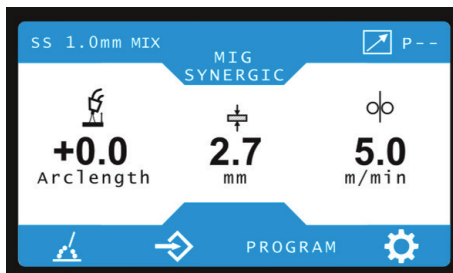 SS 1.0mm MIX
MIG
SYNERGIC
P--
+0.0
2.7
5.0
Arclength
mm
m/min
PROGRAM